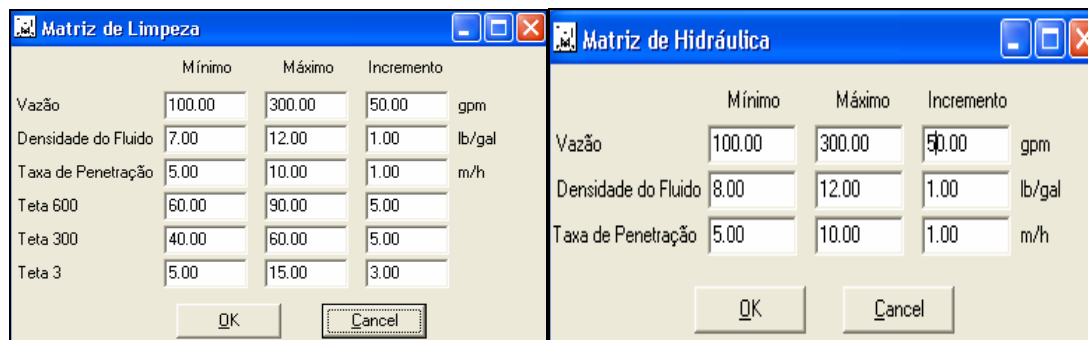 Matriz de Limpeza
Mínimo Máximo Incremento
Vazão 100.00 300.00 50.00 gpm
Densidade do Fluido 7.00 12.00 1.00 lb/gal
Taxa de Penetração 5.00 10.00 1.00 m/h
Teta 600 60.00 90.00 5.00
Teta 300 40.00 60.00 5.00
Teta 3 5.00 15.00 3.00
OK Cancel
Matriz de Hidráulica
Mínimo Máximo Incremento
Vazão 100.00 300.00 50.00 gpm
Densidade do Fluido 8.00 12.00 1.00 lb/gal
Taxa de Penetração 5.00 10.00 1.00 m/h
OK Cancel